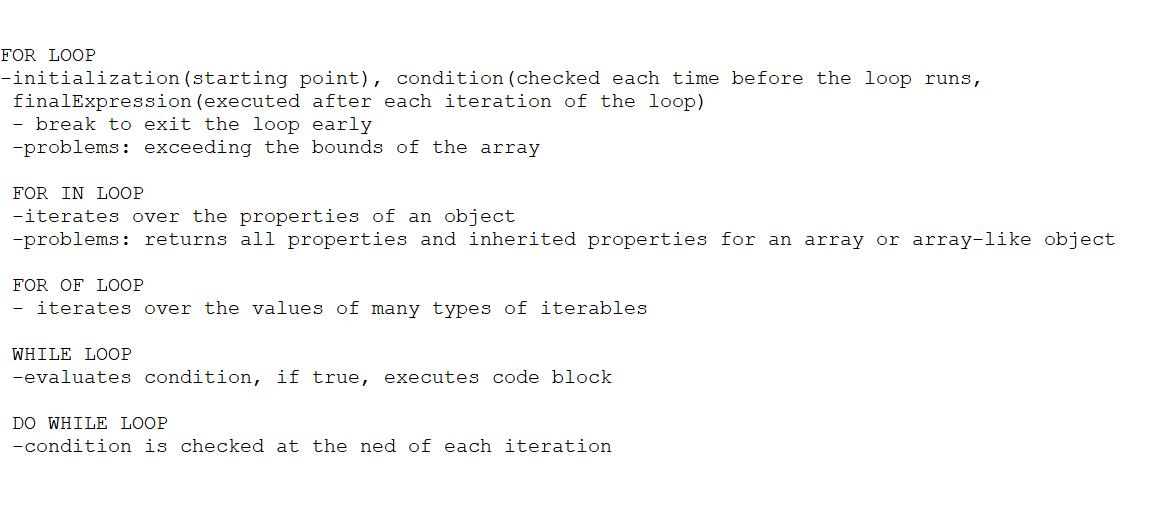 FOR LOOP
-initialization(starting point), condition(checked each time before the loop runs,
finalExpression(executed after each iteration of the loop)
- break to exit the loop early
-problems: exceeding the bounds of the array
FOR IN LOOP
-iterates over the properties of an object
-problems: returns all properties and inherited properties for an array or array-like object
FOR OF LOOP
- iterates over the values of many types of iterables
WHILE LOOP
-evaluates condition, if true, executes code block
DO WHILE LOOP
-condition is checked at the ned of each iteration